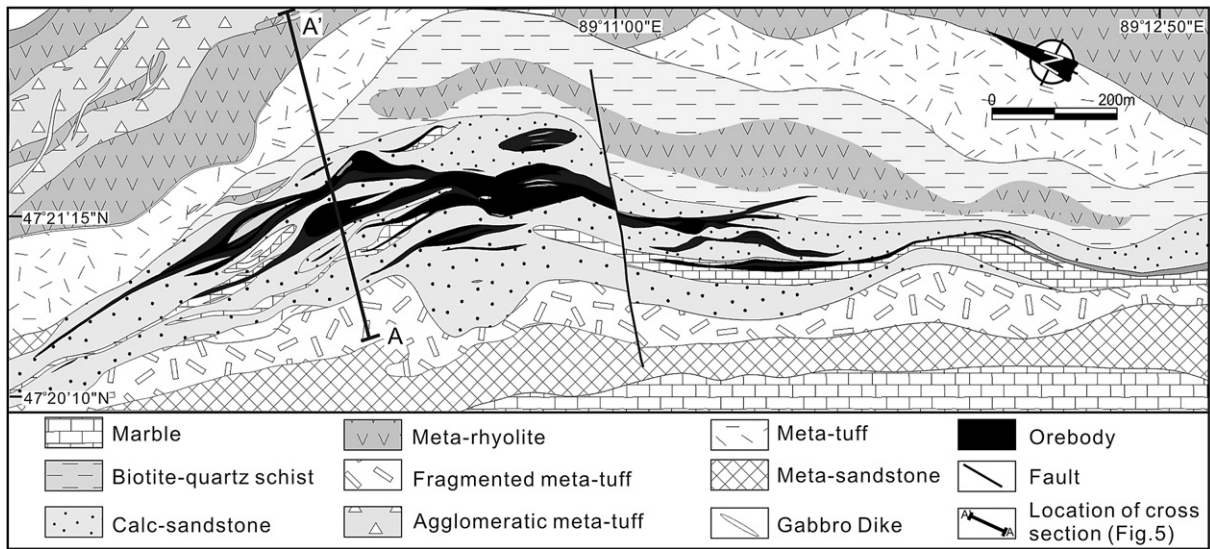 A'
89°11'00"E
89°12'50"E
0 200m
47°21'15"N
A
47°20'10"N
Marble
Meta-rhyolite
Meta-tuff
Orebody
Biotite-quartz schist
Fragmented meta-tuff
Meta-sandstone
Fault
Calc-sandstone
Agglomeratic meta-tuff
Gabbro Dike
A' A
Location of cross
section (Fig.5)